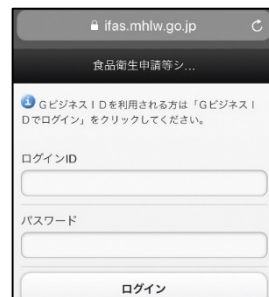 ifas.mhlw.go.jp
食品衛生申請等シ...
GビジネスIDを利用される方は「GビジネスI
Dでログイン」をクリックしてください。
ログインID
パスワード
ログイン